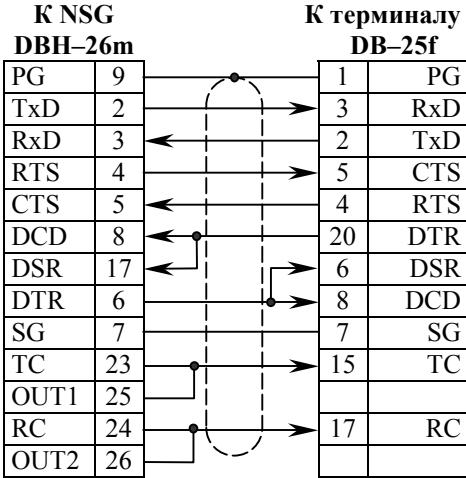 К NSG К терминалу
DBH–26m DB–25f
PG 9 1 PG
TxD 2 3 RxD
RxD 3 2 TxD
RTS 4 5 CTS
CTS 5 4 RTS
DCD 8 20 DTR
DSR 17 6 DSR
DTR 6 8 DCD
SG 7 7 SG
TC 23 15 TC
OUT1 25
RC 24 17 RC
OUT2 26